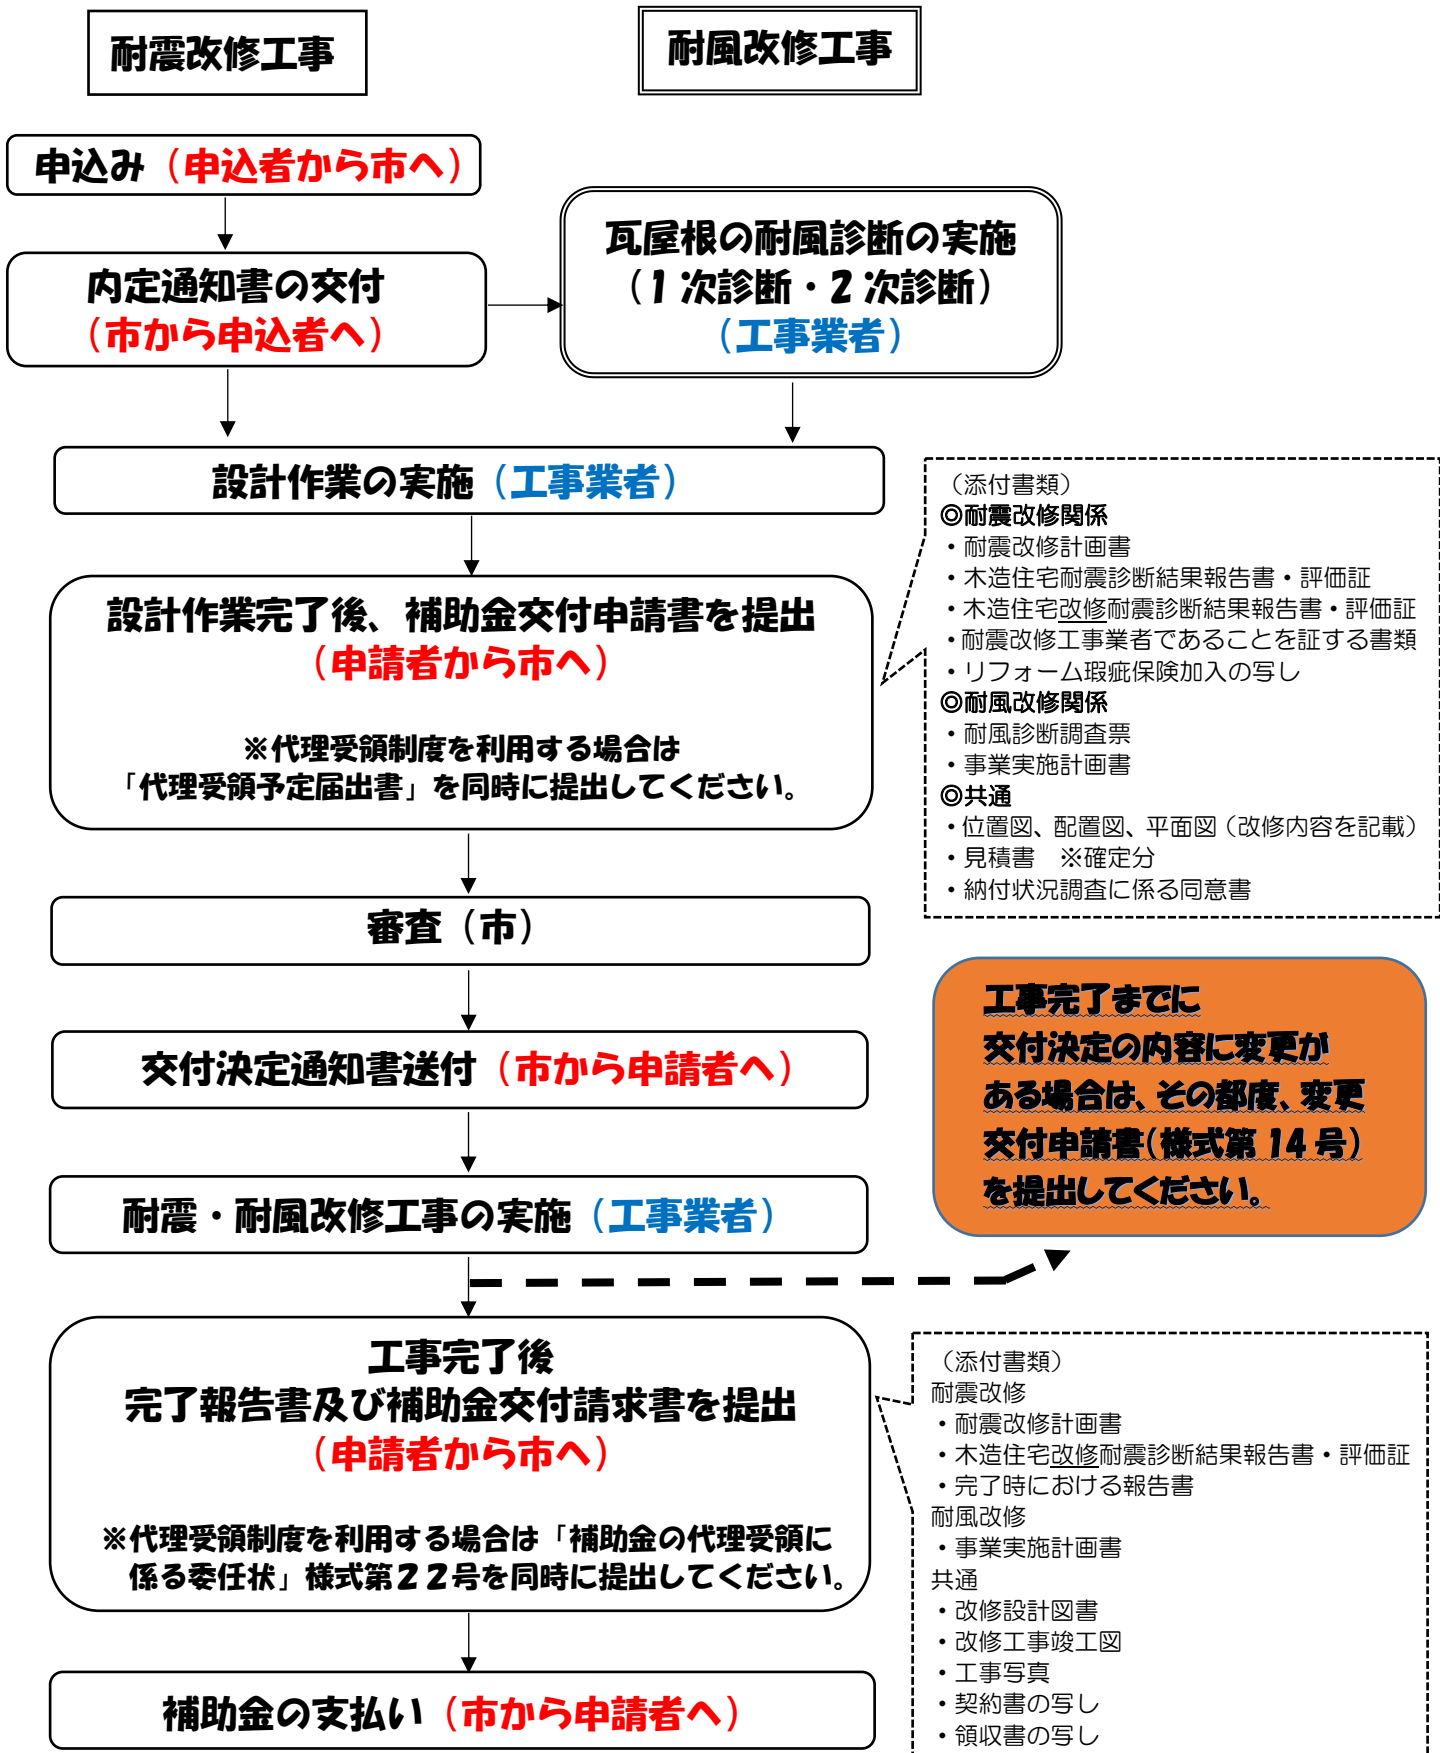 耐震改修工事
耐風改修工事
申込み（申込者から市へ）
内定通知書の交付
（市から申込者へ）
瓦屋根の耐風診断の実施
（1次診断・2次診断）
（工事業者）
設計作業の実施（工事業者）
設計作業完了後、補助金交付申請書を提出
（申請者から市へ）
※代理受領制度を利用する場合は
「代理受領予定届出書」を同時に提出してください。
（添付書類）
◎耐震改修関係
・耐震改修計画書
・木造住宅耐震診断結果報告書・評価証
・木造住宅改修耐震診断結果報告書・評価証
・耐震改修工事業者であることを証する書類
・リフォーム瑕疵保険加入の写し
◎耐風改修関係
・耐風診断調査票
・事業実施計画書
◎共通
・位置図、配置図、平面図（改修内容を記載）
・見積書　※確定分
・納付状況調査に係る同意書
審査（市）
交付決定通知書送付（市から申請者へ）
耐震・耐風改修工事の実施（工事業者）
工事完了までに
交付決定の内容に変更が
ある場合は、その都度、変更
交付申請書（様式第14号）
を提出してください。
工事完了後
完了報告書及び補助金交付請求書を提出
（申請者から市へ）
※代理受領制度を利用する場合は「補助金の代理受領に
係る委任状」様式第２２号を同時に提出してください。
（添付書類）
耐震改修
・耐震改修計画書
・木造住宅改修耐震診断結果報告書・評価証
・完了時における報告書
耐風改修
・事業実施計画書
共通
・改修設計図書
・改修工事竣工図
・工事写真
・契約書の写し
・領収書の写し
補助金の支払い（市から申請者へ）